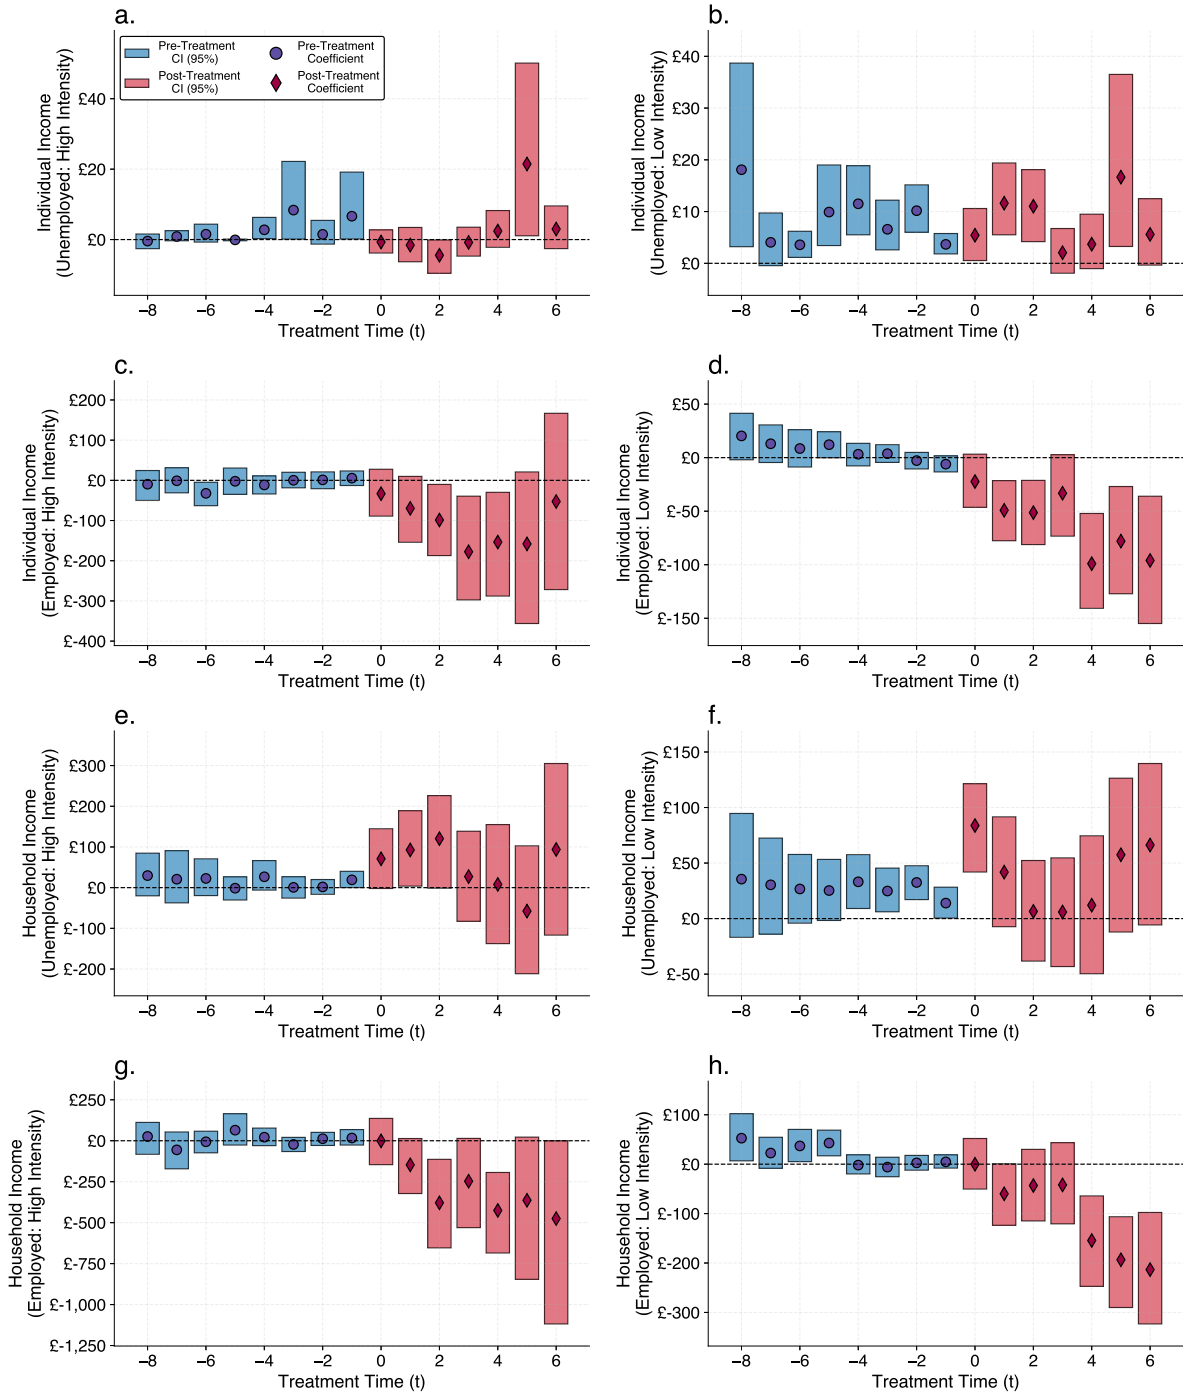 a.
Individual Income
(Unemployed: High Intensity)
Pre-Treatment
CI (95%)
Pre-Treatment
Coefficient
Post-Treatment
CI (95%)
Post-Treatment
Coefficient
£40
£20
£0
−8 −6 −4 −2 0 2 4 6
Treatment Time (t)
b.
Individual Income
(Unemployed: Low Intensity)
£40
£30
£20
£10
£0
−8 −6 −4 −2 0 2 4 6
Treatment Time (t)
c.
Individual Income
(Employed: High Intensity)
£200
£100
£0
£-100
£-200
£-300
£-400
−8 −6 −4 −2 0 2 4 6
Treatment Time (t)
d.
Individual Income
(Employed: Low Intensity)
£50
£0
£-50
£-100
£-150
−8 −6 −4 −2 0 2 4 6
Treatment Time (t)
e.
Household Income
(Unemployed: High Intensity)
£300
£200
£100
£0
£-100
£-200
−8 −6 −4 −2 0 2 4 6
Treatment Time (t)
f.
Household Income
(Unemployed: Low Intensity)
£150
£100
£50
£0
£-50
−8 −6 −4 −2 0 2 4 6
Treatment Time (t)
g.
Household Income
(Employed: High Intensity)
£250
£0
£-250
£-500
£-750
£-1,000
£-1,250
−8 −6 −4 −2 0 2 4 6
Treatment Time (t)
h.
Household Income
(Employed: Low Intensity)
£100
£0
£-100
£-200
£-300
−8 −6 −4 −2 0 2 4 6
Treatment Time (t)